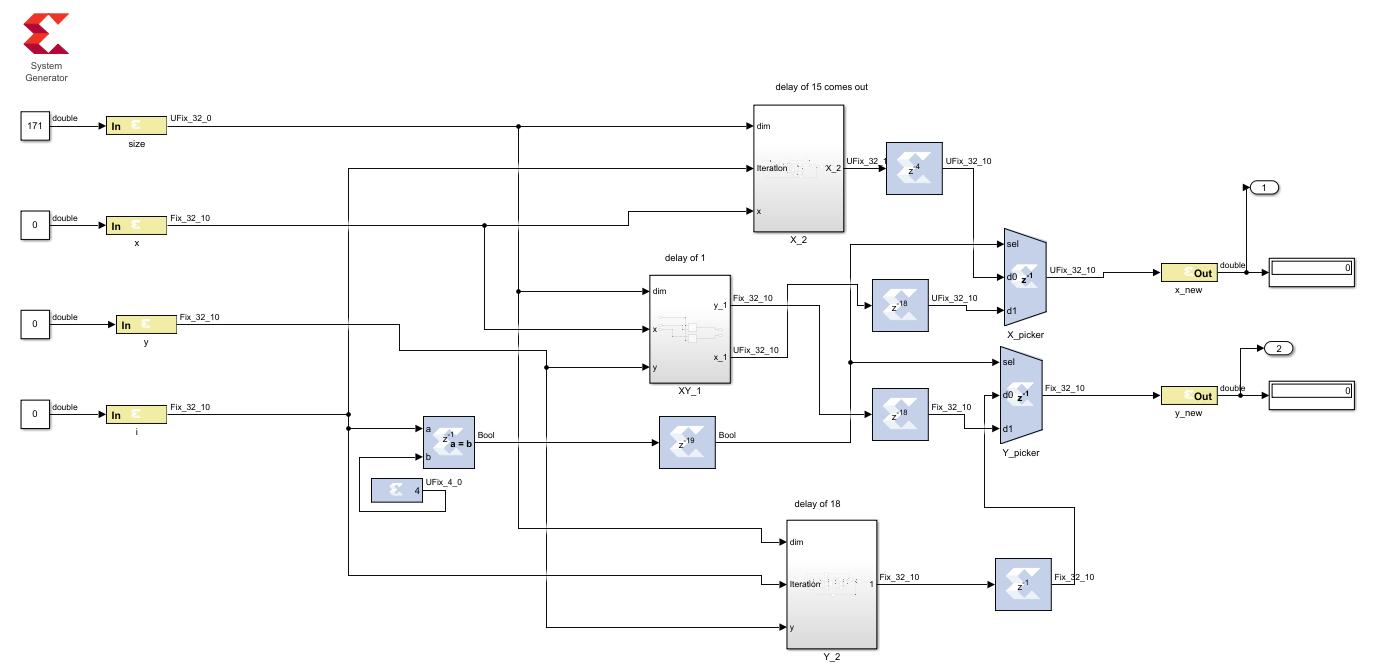 System
Generator
delay of 15 comes out
171
double
In
size
UFix_32_0
dim
Iteration
x
X_2
X_2
UFix_32_1
z-4
UFix_32_10
1
0
double
In
x
Fix_32_10
delay of 1
dim
x
y
y_1
x_1
XY_1
Fix_32_10
UFix_32_10
z-18
UFix_32_10
sel
d0
d1
z-1
X_picker
UFix_32_10
Out
x_new
double
0
0
double
In
y
Fix_32_10
2
sel
d0
d1
z-1
Y_picker
Fix_32_10
Out
y_new
double
0
0
double
In
i
Fix_32_10
a
b
z-1
a = b
Bool
z-19
Bool
z-18
Fix_32_10
4
UFix_4_0
delay of 18
dim
Iteration
y
1
Y_2
Fix_32_10
z-1
Fix_32_10